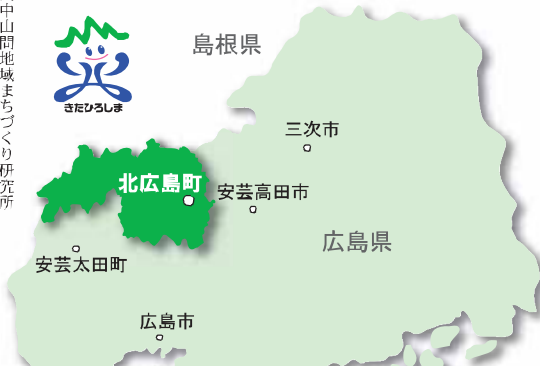 中山間地域まちづくり研究所
きたひろしま
島根県
三次市
北広島町
安芸高田市
広島県
安芸太田町
広島市